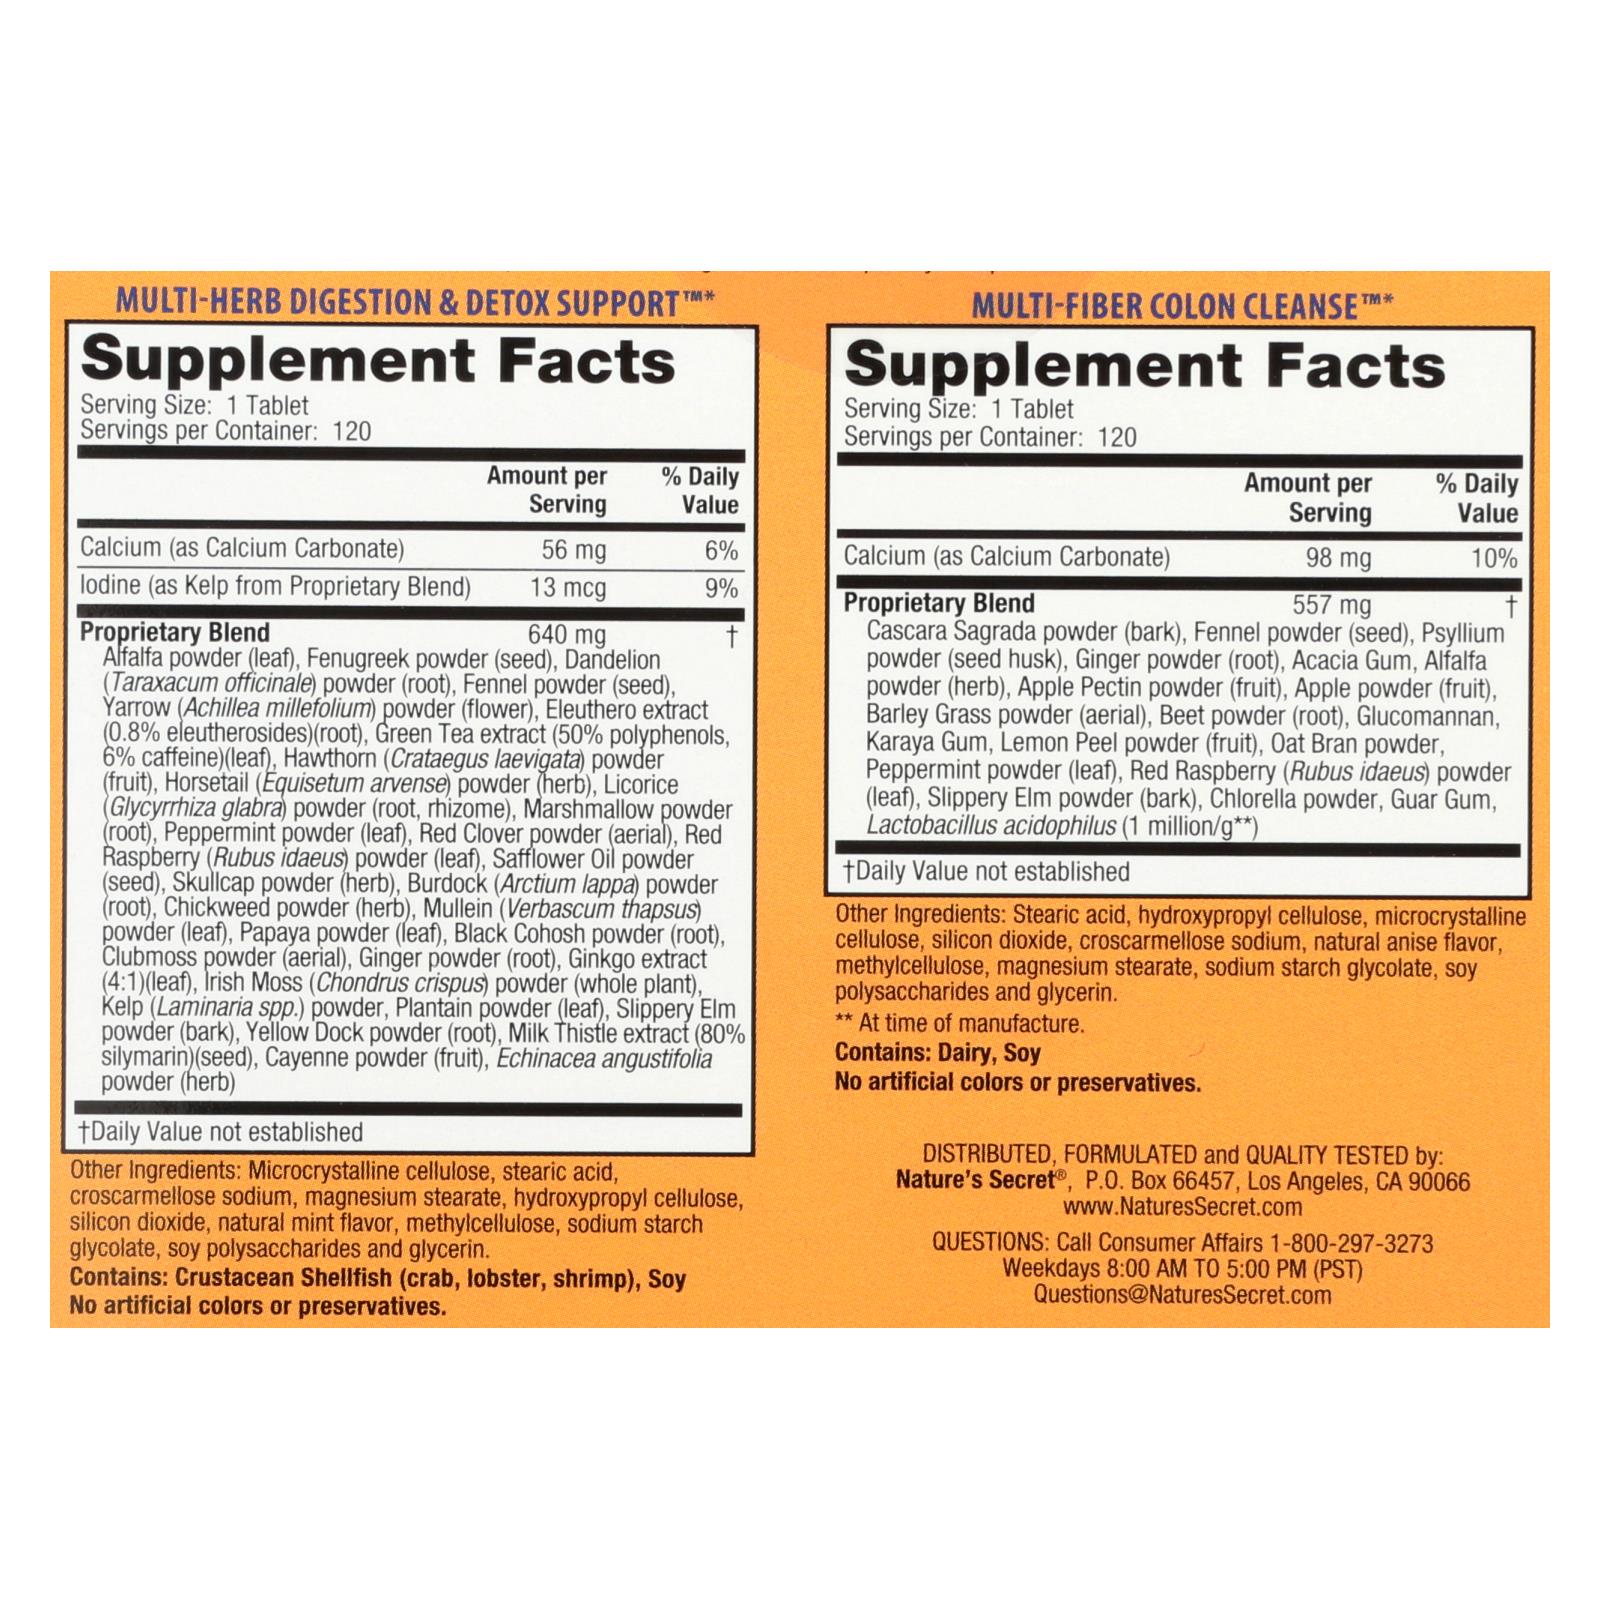 MULTI-HERB DIGESTION & DETOX SUPPORT™*
Supplement Facts
Serving Size: 1 Tablet
Servings per Container: 120
Amount per % Daily
Serving Value
Calcium (as Calcium Carbonate) 56 mg 6%
Iodine (as Kelp from Proprietary Blend) 13 mcg 9%
Proprietary Blend 640 mg †
Alfalfa powder (leaf), Fenugreek powder (seed), Dandelion
(Taraxacum officinale) powder (root), Fennel powder (seed),
Yarrow (Achillea millefolium) powder (flower), Eleuthero extract
(0.8% eleutherosides)(root), Green Tea extract (50% polyphenols,
6% caffeine)(leaf), Hawthorn (Crataegus laevigata) powder
(fruit), Horsetail (Equisetum arvense) powder (herb), Licorice
(Glycyrrhiza glabra) powder (root, rhizome), Marshmallow powder
(root), Peppermint powder (leaf), Red Clover powder (aerial), Red
Raspberry (Rubus idaeus) powder (leaf), Safflower Oil powder
(seed), Skullcap powder (herb), Burdock (Arctium lappa) powder
(root), Chickweed powder (herb), Mullein (Verbascum thapsus)
powder (leaf), Papaya powder (leaf), Black Cohosh powder (root),
Clubmoss powder (aerial), Ginger powder (root), Ginkgo extract
(4:1)(leaf), Irish Moss (Chondrus crispus) powder (whole plant),
Kelp (Laminaria spp.) powder, Plantain powder (leaf), Slippery Elm
powder (bark), Yellow Dock powder (root), Milk Thistle extract (80%
silymarin)(seed), Cayenne powder (fruit), Echinacea angustifolia
powder (herb)
†Daily Value not established
Other Ingredients: Microcrystalline cellulose, stearic acid,
croscarmellose sodium, magnesium stearate, hydroxypropyl cellulose,
silicon dioxide, natural mint flavor, methylcellulose, sodium starch
glycolate, soy polysaccharides and glycerin.
Contains: Crustacean Shellfish (crab, lobster, shrimp), Soy
No artificial colors or preservatives.
MULTI-FIBER COLON CLEANSE™*
Supplement Facts
Serving Size: 1 Tablet
Servings per Container: 120
Amount per % Daily
Serving Value
Calcium (as Calcium Carbonate) 98 mg 10%
Proprietary Blend 557 mg †
Cascara Sagrada powder (bark), Fennel powder (seed), Psyllium
powder (seed husk), Ginger powder (root), Acacia Gum, Alfalfa
powder (herb), Apple Pectin powder (fruit), Apple powder (fruit),
Barley Grass powder (aerial), Beet powder (root), Glucomannan,
Karaya Gum, Lemon Peel powder (fruit), Oat Bran powder,
Peppermint powder (leaf), Red Raspberry (Rubus idaeus) powder
(leaf), Slippery Elm powder (bark), Chlorella powder, Guar Gum,
Lactobacillus acidophilus (1 million/g**)
†Daily Value not established
Other Ingredients: Stearic acid, hydroxypropyl cellulose, microcrystalline
cellulose, silicon dioxide, croscarmellose sodium, natural anise flavor,
methylcellulose, magnesium stearate, sodium starch glycolate, soy
polysaccharides and glycerin.
** At time of manufacture.
Contains: Dairy, Soy
No artificial colors or preservatives.
DISTRIBUTED, FORMULATED and QUALITY TESTED by:
Nature's Secret®, P.O. Box 66457, Los Angeles, CA 90066
www.NaturesSecret.com
QUESTIONS: Call Consumer Affairs 1-800-297-3273
Weekdays 8:00 AM TO 5:00 PM (PST)
Questions@NaturesSecret.com